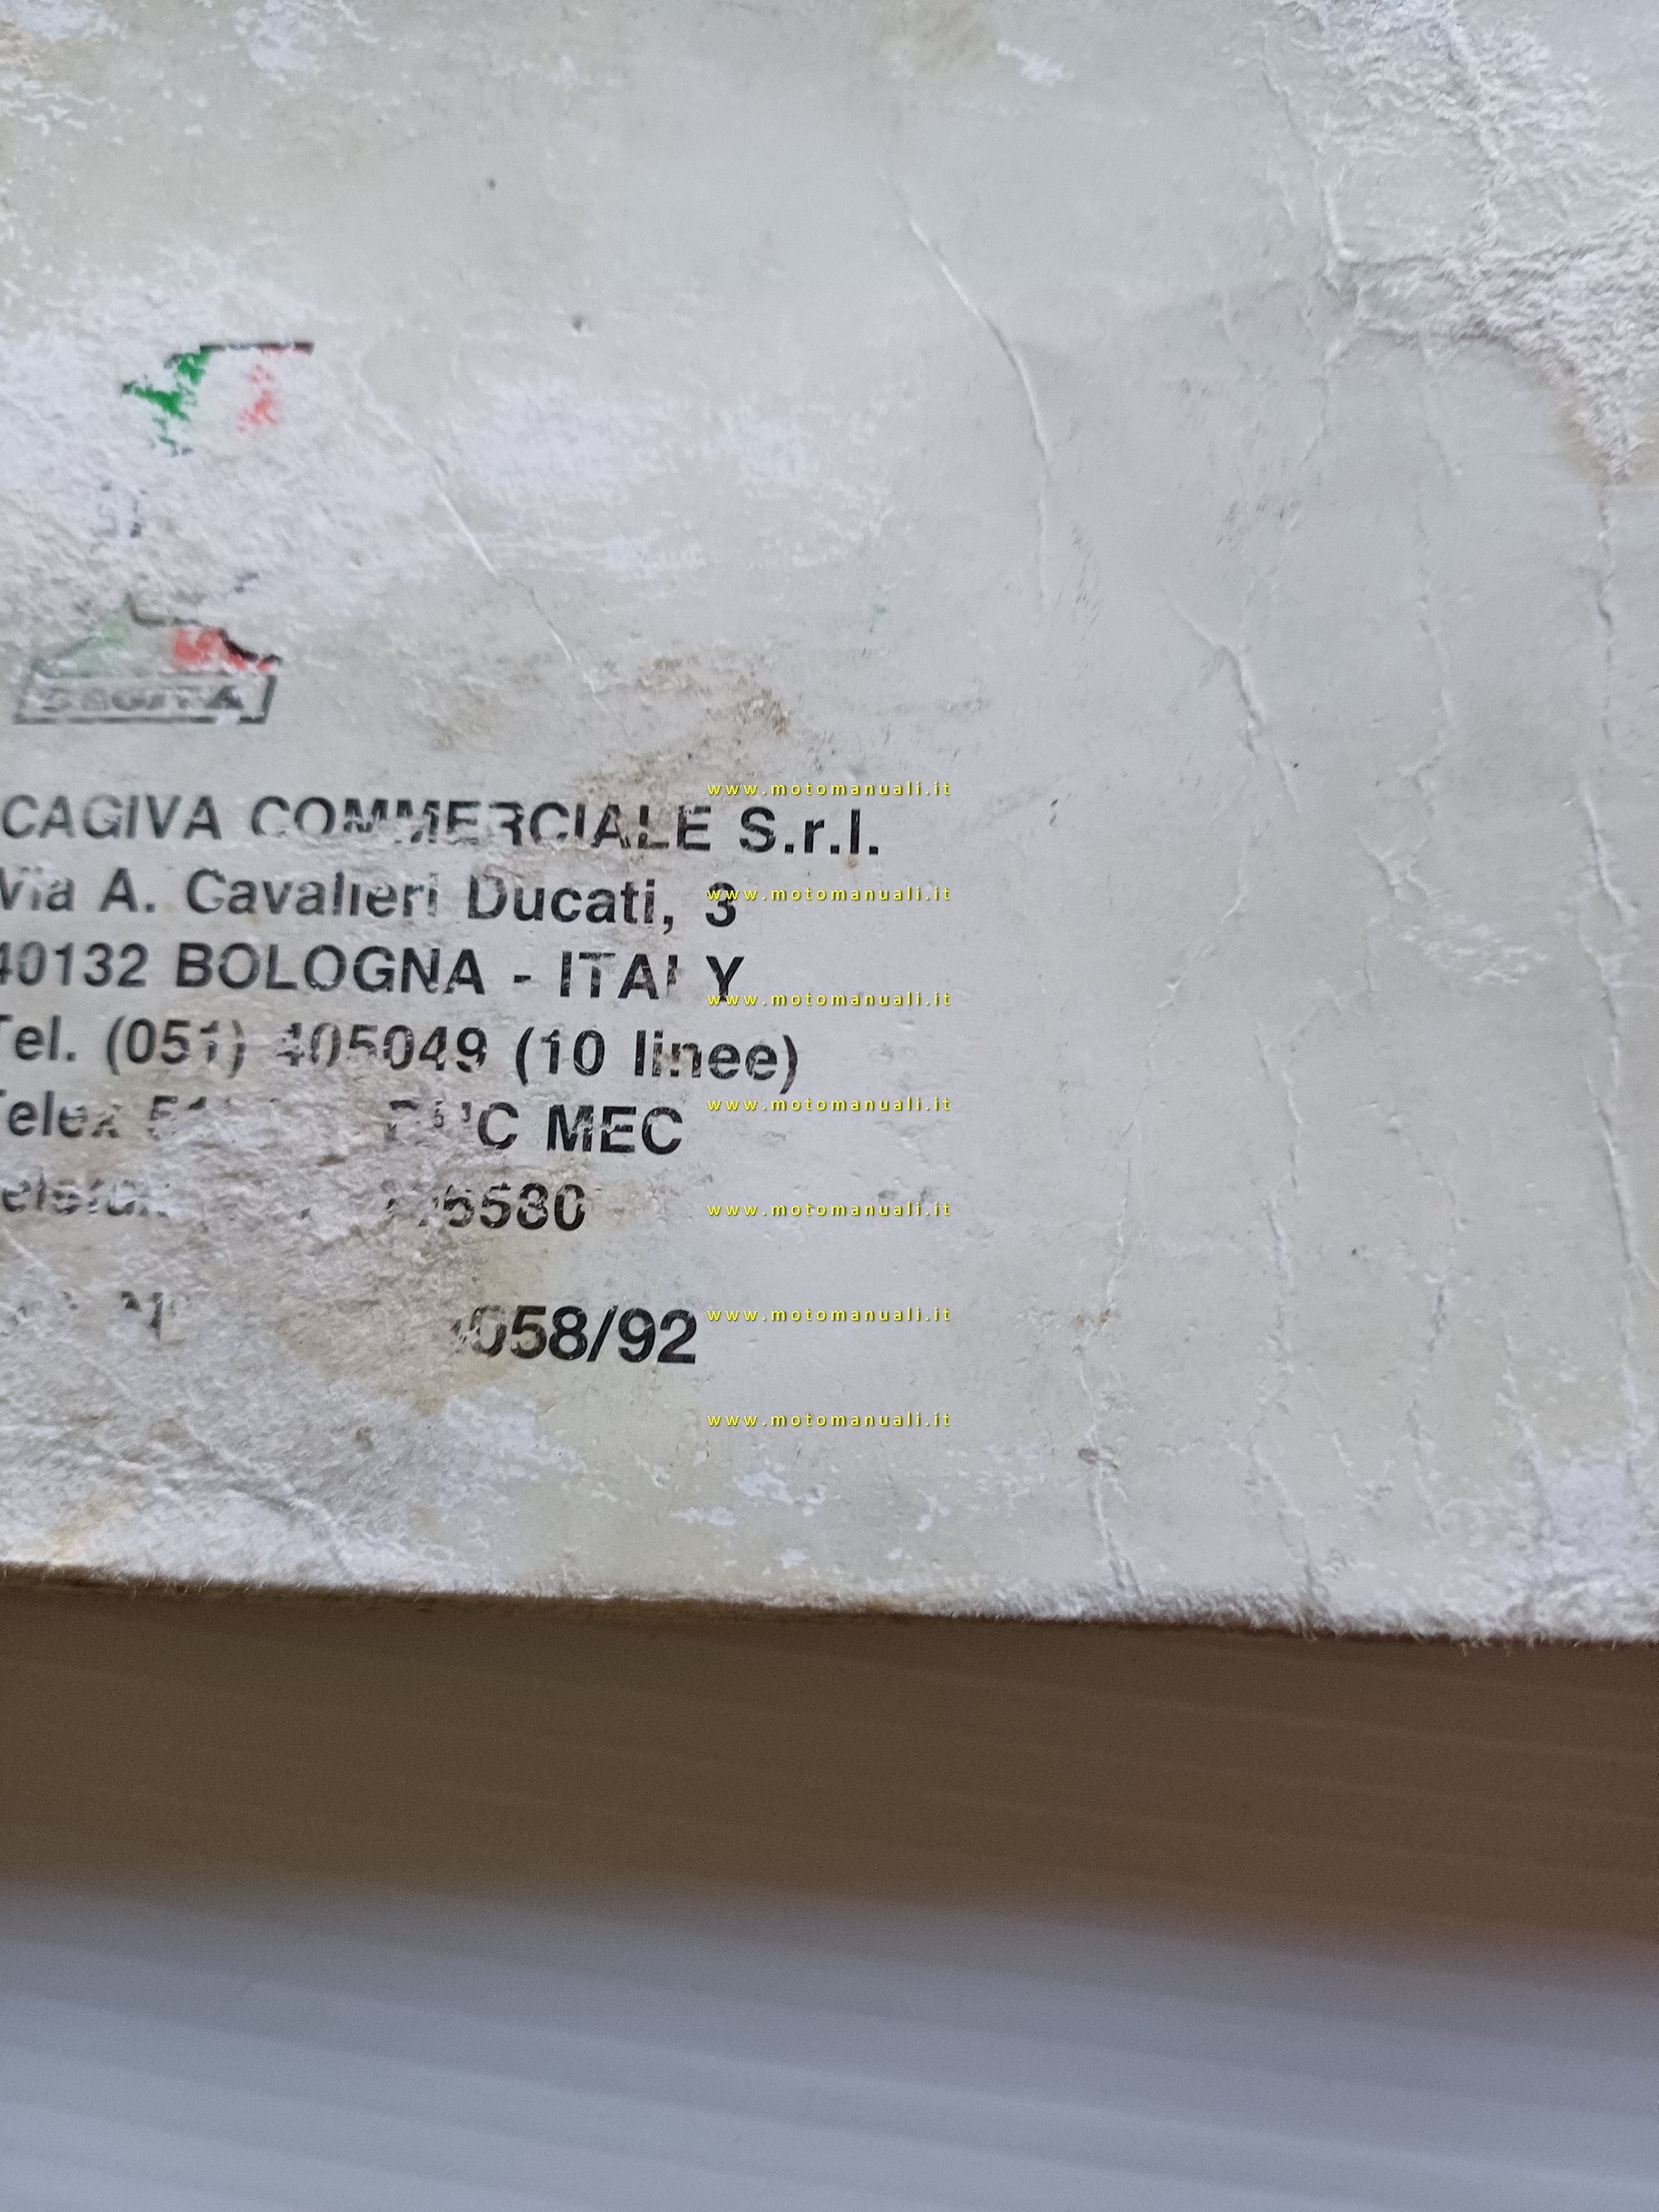 CAGIVA COMMERCIALE S.r.l.
Via A. Cavalieri Ducati, 3
40132 BOLOGNA - ITALY
Tel. (051) 405049 (10 linee)
Telex MEC
058/92
www.motomanuali.it
www.motomanuali.it
www.motomanuali.it
www.motomanuali.it
www.motomanuali.it
www.motomanuali.it
www.motomanuali.it